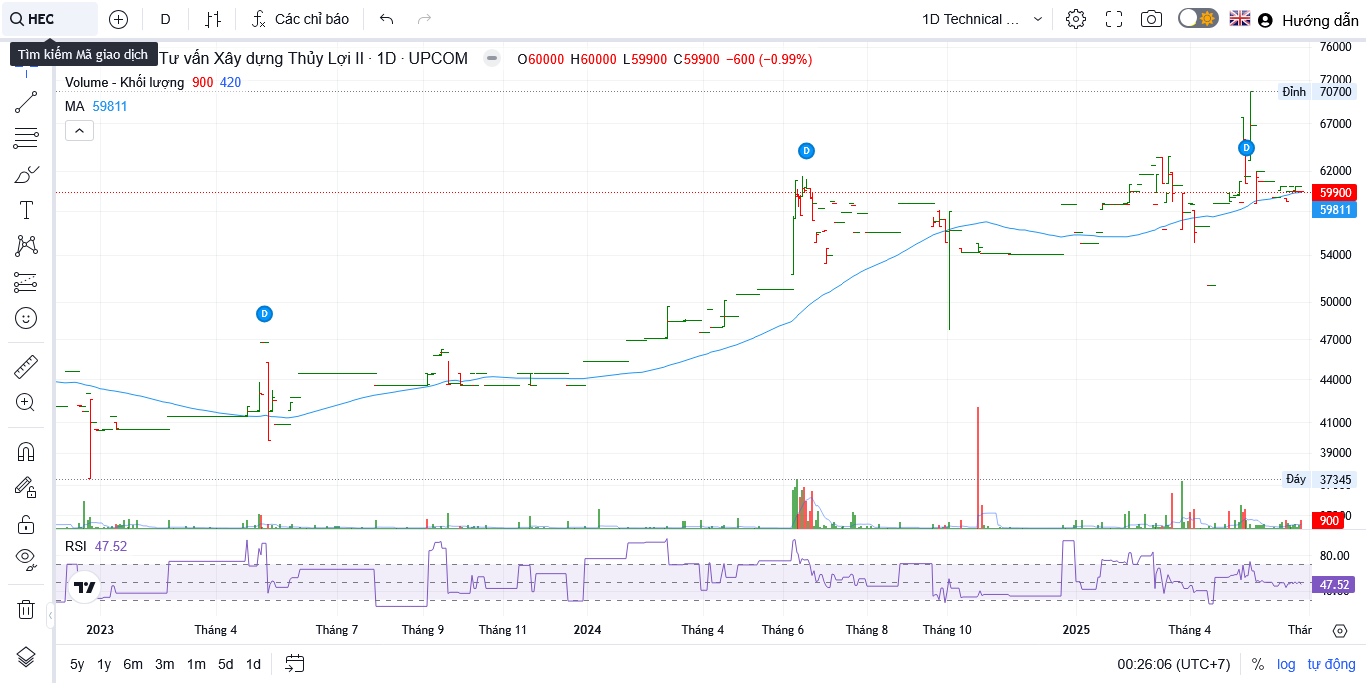 HEC
D
Các chỉ báo
1D Technical ...
Hướng dẫn
Tìm kiếm Mã giao dịch
Tư vấn Xây dựng Thủy Lợi II · 1D · UPCOM
O60000 H60000 L59900 C59900 −600 (−0.99%)
Volume - Khối lượng 900 420
MA 59811
76000
72000
Đỉnh 70700
67000
62000
59900
59811
54000
50000
47000
44000
41000
39000
Đáy 37345
900
D
D
D
RSI 47.52
80.00
47.52
2023 Tháng 4 Tháng 7 Tháng 9 Tháng 11 2024 Tháng 4 Tháng 6 Tháng 8 Tháng 10 2025 Tháng 4 Thár
5y 1y 6m 3m 1m 5d 1d
00:26:06 (UTC+7) % log tự động